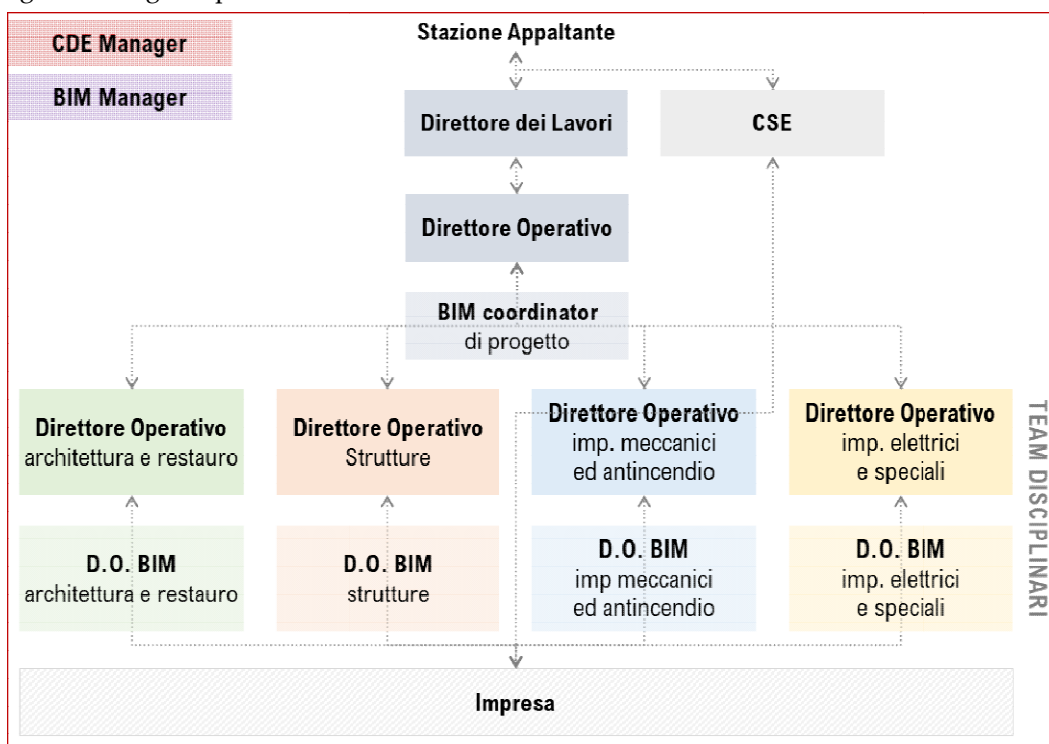 CDE Manager
BIM Manager
Stazione Appaltante
Direttore dei Lavori
CSE
Direttore Operativo
BIM coordinator
di progetto
Direttore Operativo
architettura e restauro
Direttore Operativo
Strutture
Direttore Operativo
imp. meccanici
ed antincendio
Direttore Operativo
imp. elettrici
e speciali
D.O. BIM
architettura e restauro
D.O. BIM
strutture
D.O. BIM
imp meccanici
ed antincendio
D.O. BIM
imp. elettrici
e speciali
TEAM DISCIPLINARI
Impresa